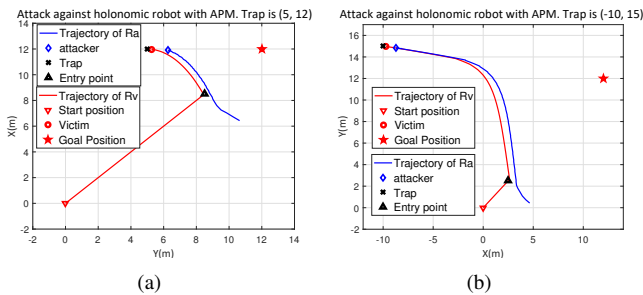 Attack against holonomic robot with APM. Trap is (5, 12)
18
16
14
12
10
8
6
4
2
0
-2
X(m)
Trajectory of Ra
attacker
Trap
Entry point
Trajectory of Rv
Start position
Victim
Goal Position
-2 0 2 4 6 8 10 12 14
Y(m)
(a)
Attack against holonomic robot with APM. Trap is (-10, 15)
16
14
12
10
8
6
4
2
0
-2
Y(m)
Trajectory of Rv
Start position
Victim
Goal Position
Trajectory of Ra
attacker
Trap
Entry point
-10 -5 0 5 10
X(m)
(b)